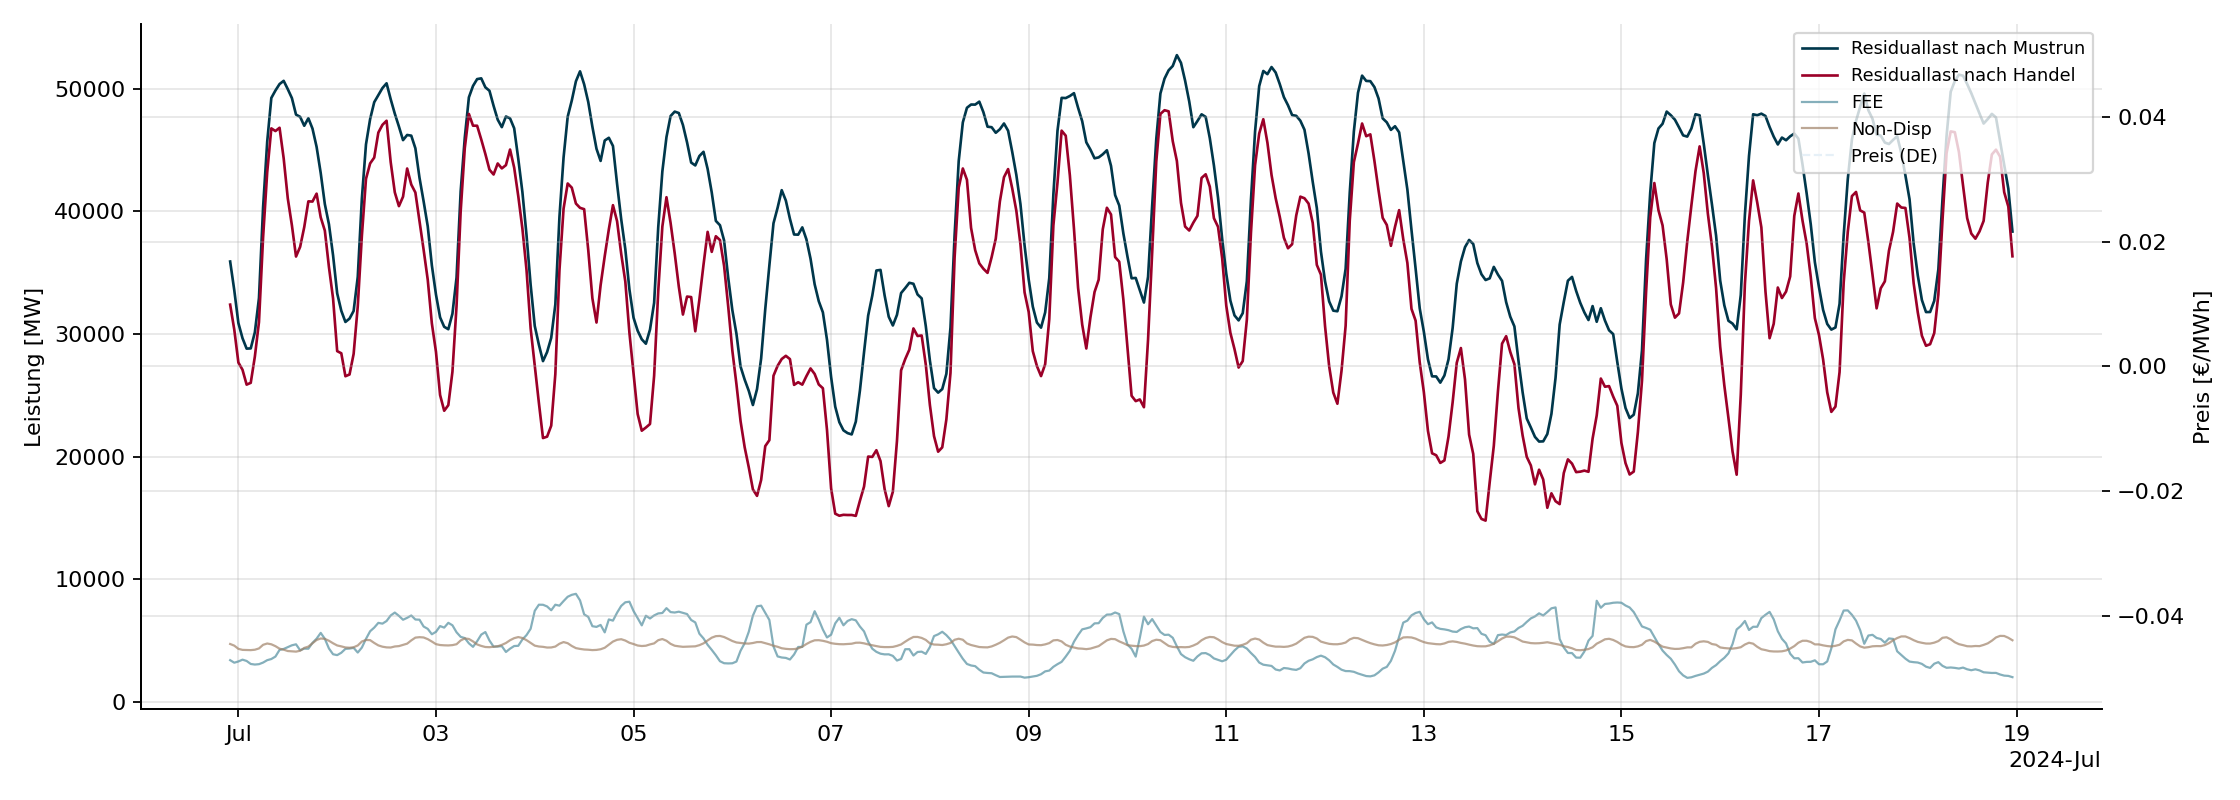 Residuallast nach Mustrun
Residuallast nach Handel
FEE
Non-Disp
Preis (DE)
Leistung [MW]
50000
40000
30000
20000
10000
0
0.04
0.02
0.00
−0.02
−0.04
Preis [€/MWh]
Jul 03 05 07 09 11 13 15 17 19
2024-Jul